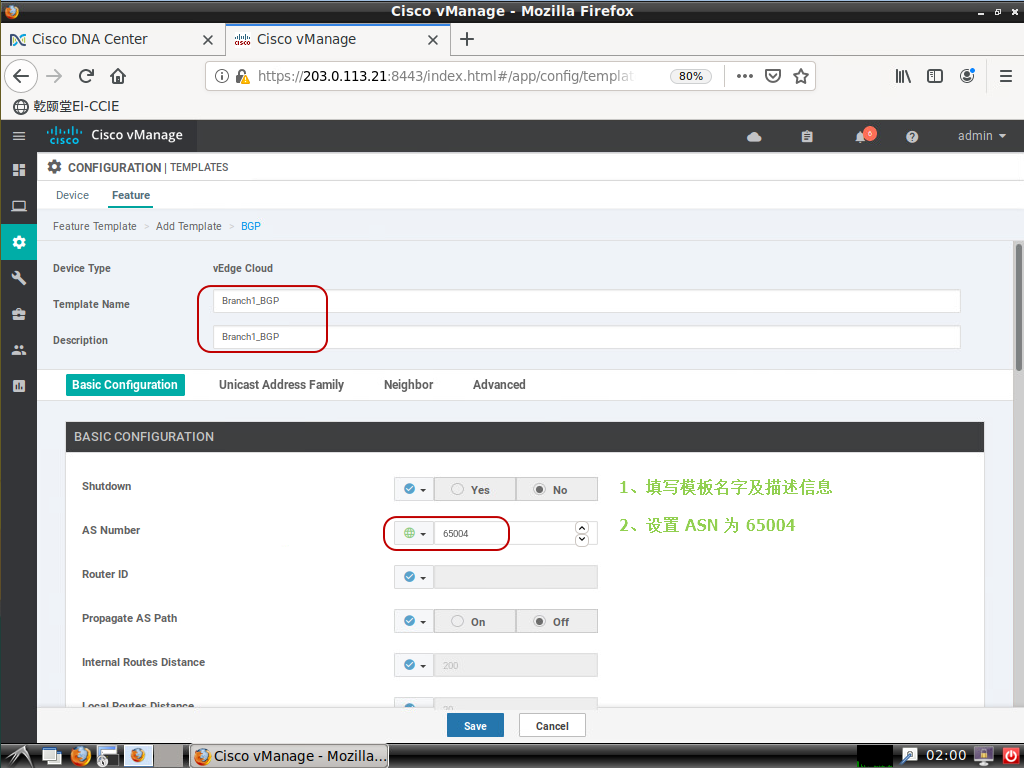 Cisco vManage - Mozilla Firefox
Cisco DNA Center
Cisco vManage
https://203.0.113.21:8443/index.html#/app/config/templat
80%
乾颐堂EI-CCIE
cisco Cisco vManage
6
admin
CONFIGURATION | TEMPLATES
Device Feature
Feature Template > Add Template > BGP
Device Type vEdge Cloud
Template Name Branch1_BGP
Description Branch1_BGP
Basic Configuration Unicast Address Family Neighbor Advanced
BASIC CONFIGURATION
Shutdown Yes No
1、填写模板名字及描述信息
AS Number 65004
2、设置 ASN 为 65004
Router ID
Propagate AS Path On Off
Internal Routes Distance 200
Local Routes Distance 20
Save Cancel
Cisco vManage - Mozilla...
02:00